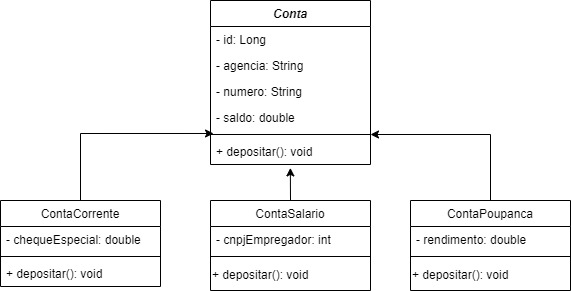 Conta
- id: Long
- agencia: String
- numero: String
- saldo: double
+ depositar(): void
ContaCorrente
- chequeEspecial: double
+ depositar(): void
ContaSalario
- cnpjEmpregador: int
+ depositar(): void
ContaPoupanca
- rendimento: double
+ depositar(): void